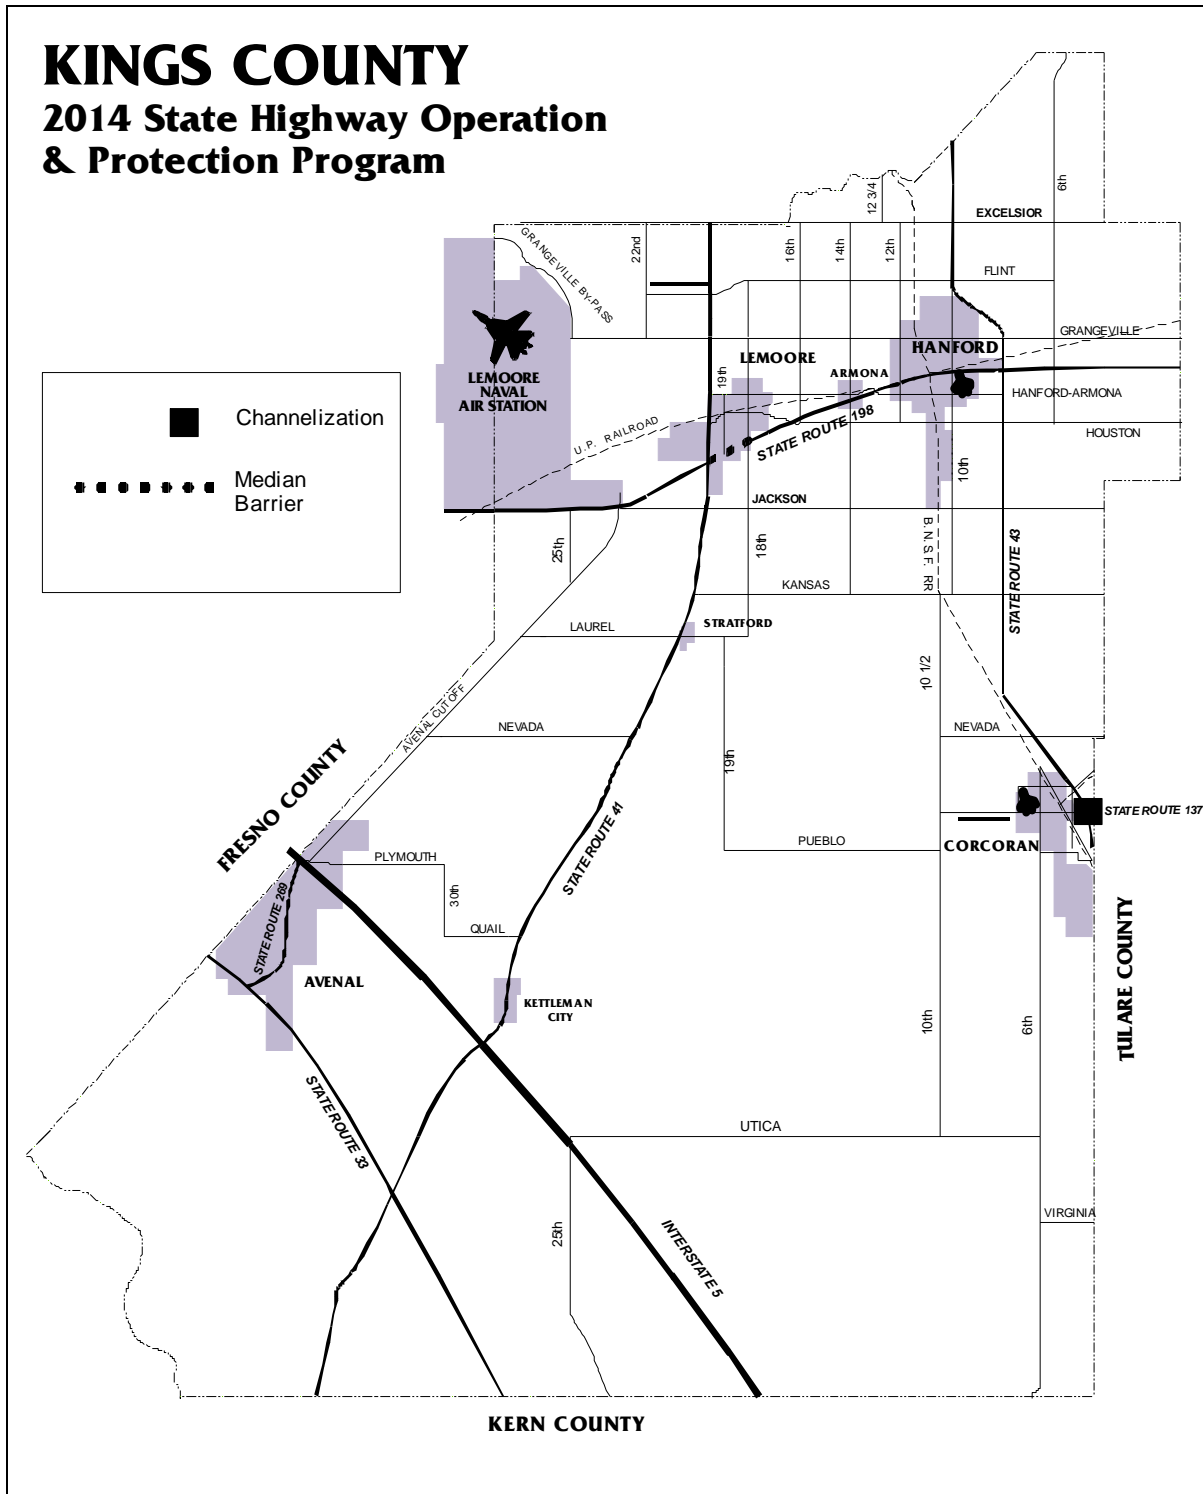 KINGS COUNTY
2014 State Highway Operation
& Protection Program
Channelization
Median
Barrier
6th
12 3/4
EXCELSIOR
GRANGEVILLE BY-PASS
22nd
16th
14th
12th
FLINT
GRANGEVILLE
HANFORD
LEMOORE
ARMONA
19th
LEMOORE
NAVAL
AIR STATION
HANFORD-ARMONA
STATE ROUTE 198
U.P. RAILROAD
HOUSTON
10th
JACKSON
B.N.S.F. RR
STATE ROUTE 43
25th
18th
KANSAS
STRATFORD
LAUREL
10 1/2
AVENAL CUTOFF
NEVADA
NEVADA
19th
FRESNO COUNTY
STATE ROUTE 41
STATE ROUTE 137
PUEBLO
CORCORAN
PLYMOUTH
30th
STATE ROUTE 269
QUAIL
TULARE COUNTY
AVENAL
KETTLEMAN
CITY
10th
6th
STATE ROUTE 33
UTICA
VIRGINIA
25th
INTERSTATE 5
KERN COUNTY